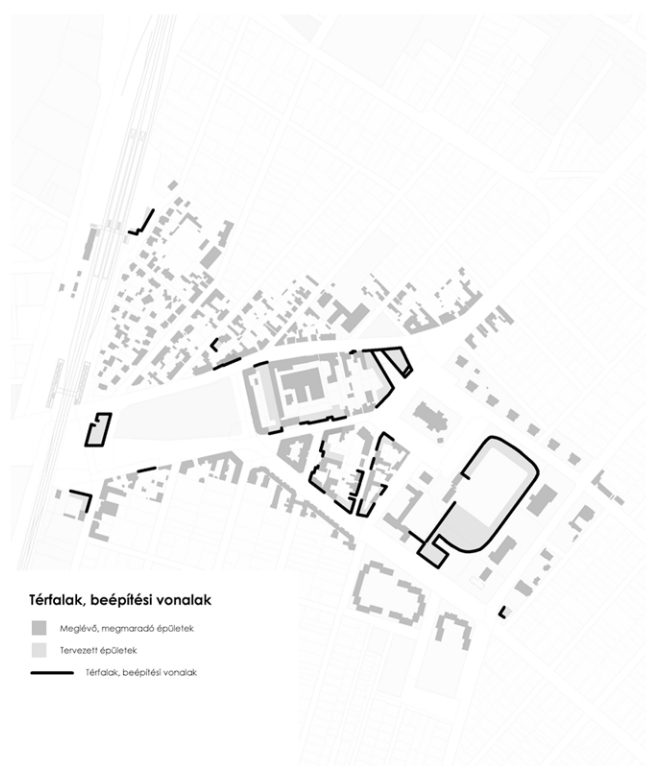 Térfalak, beépítési vonalak
Meglévő, megmaradó épületek
Tervezett épületek
Térfalak, beépítési vonalak